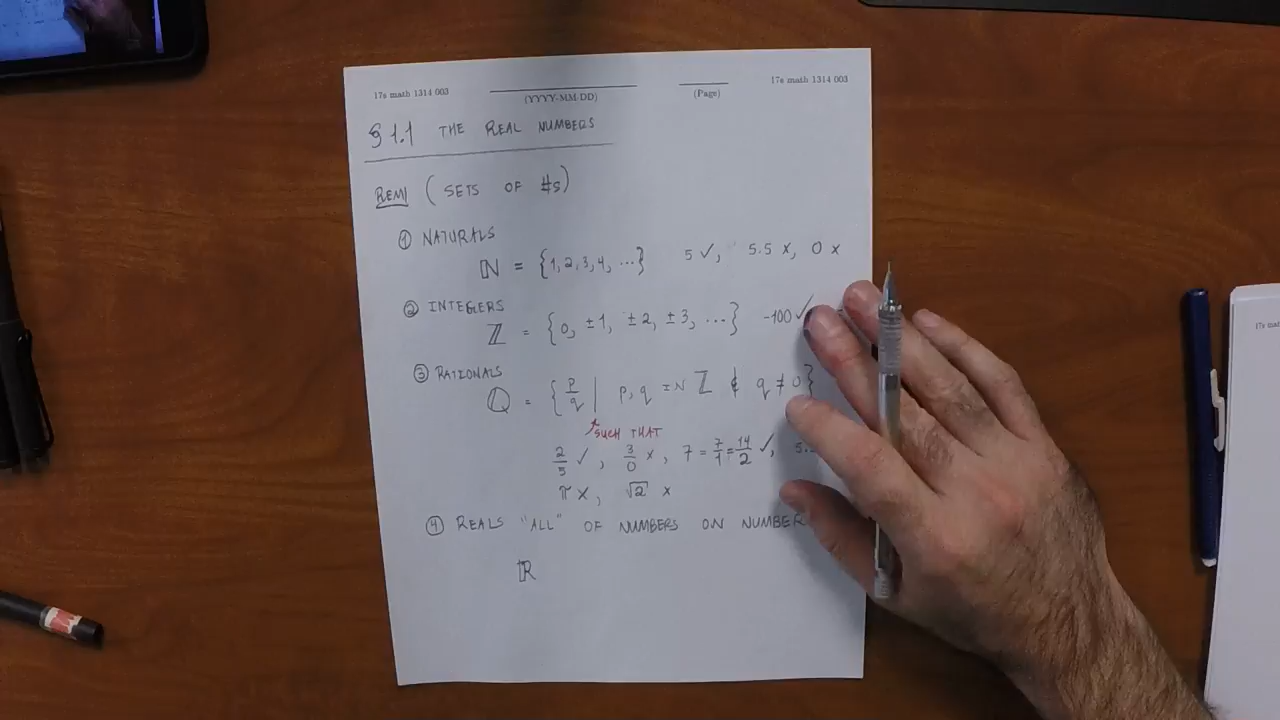 17s math 1314 003
(YYYY-MM-DD)
(Page)
17s math 1314 003
§ 1.1 THE REAL NUMBERS
REM (SETS OF #s)
① NATURALS
ℕ = {1, 2, 3, 4, ...} 5 ✓, 5.5 x, 0 x
② INTEGERS
ℤ = {0, ±1, ±2, ±3, ...} -100 ✓
③ RATIONALS
ℚ = {p/q | p, q IN ℤ & q ≠ 0}
SUCH THAT
2/5 ✓, 3/0 x, 7 = 7/1 = 14/2 ✓, 5.
π x, √2 x
④ REALS "ALL" OF NUMBERS ON NUMBER
ℝ